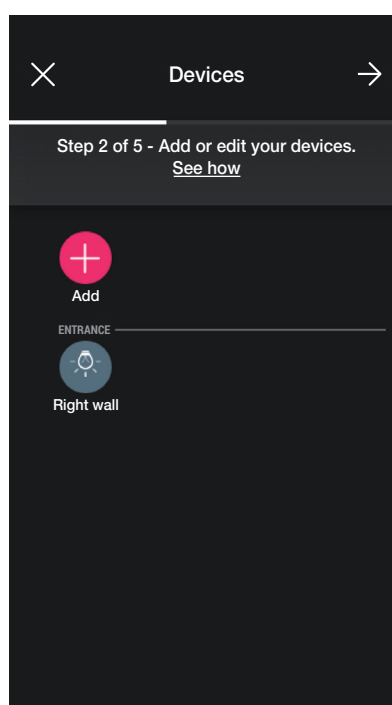 Devices
Step 2 of 5 - Add or edit your devices.
See how
Add
ENTRANCE
Right wall